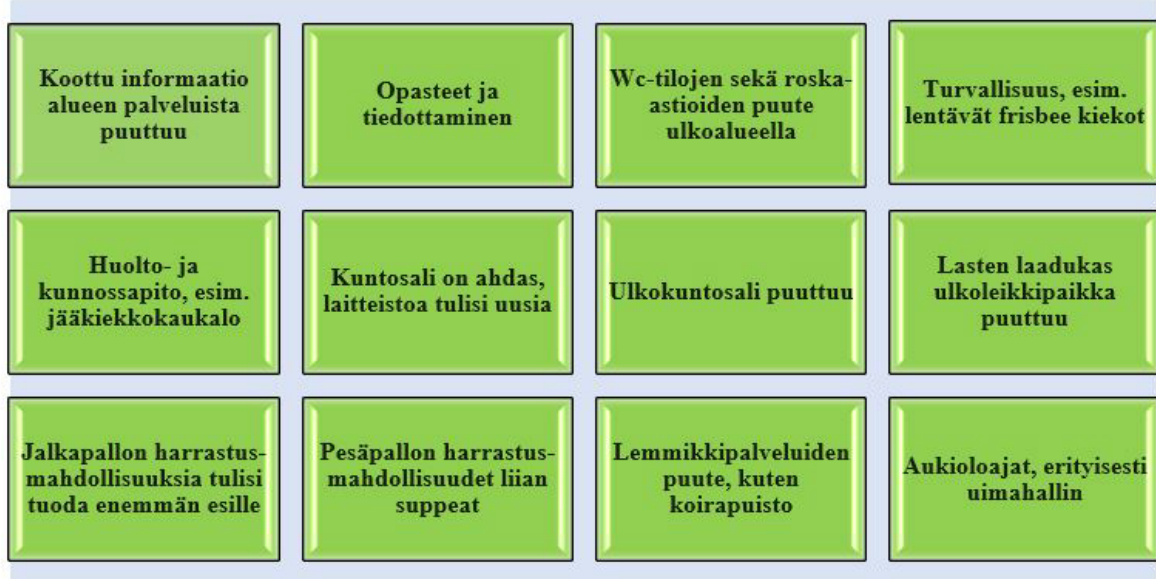 Koottu informaatio
alueen palveluista
puuttuu
Opasteet ja
tiedottaminen
Wc-tilojen sekä roska-
astioiden puute
ulkoalueella
Turvallisuus, esim.
lentävät frisbee kiekot
Huolto- ja
kunnossapito, esim.
jääkiekkokaukalo
Kuntosali on ahdas,
laitteistoa tulisi uusia
Ulkokuntosali puuttuu
Lasten laadukas
ulkoleikkipaikka
puuttuu
Jalkapallon harrastus-
mahdollisuuksia tulisi
tuoda enemmän esille
Pesäpallon harrastus-
mahdollisuudet liian
suppeat
Lemmikkipalveluiden
puute, kuten
koirapuisto
Aukioloajat, erityisesti
uimahallin